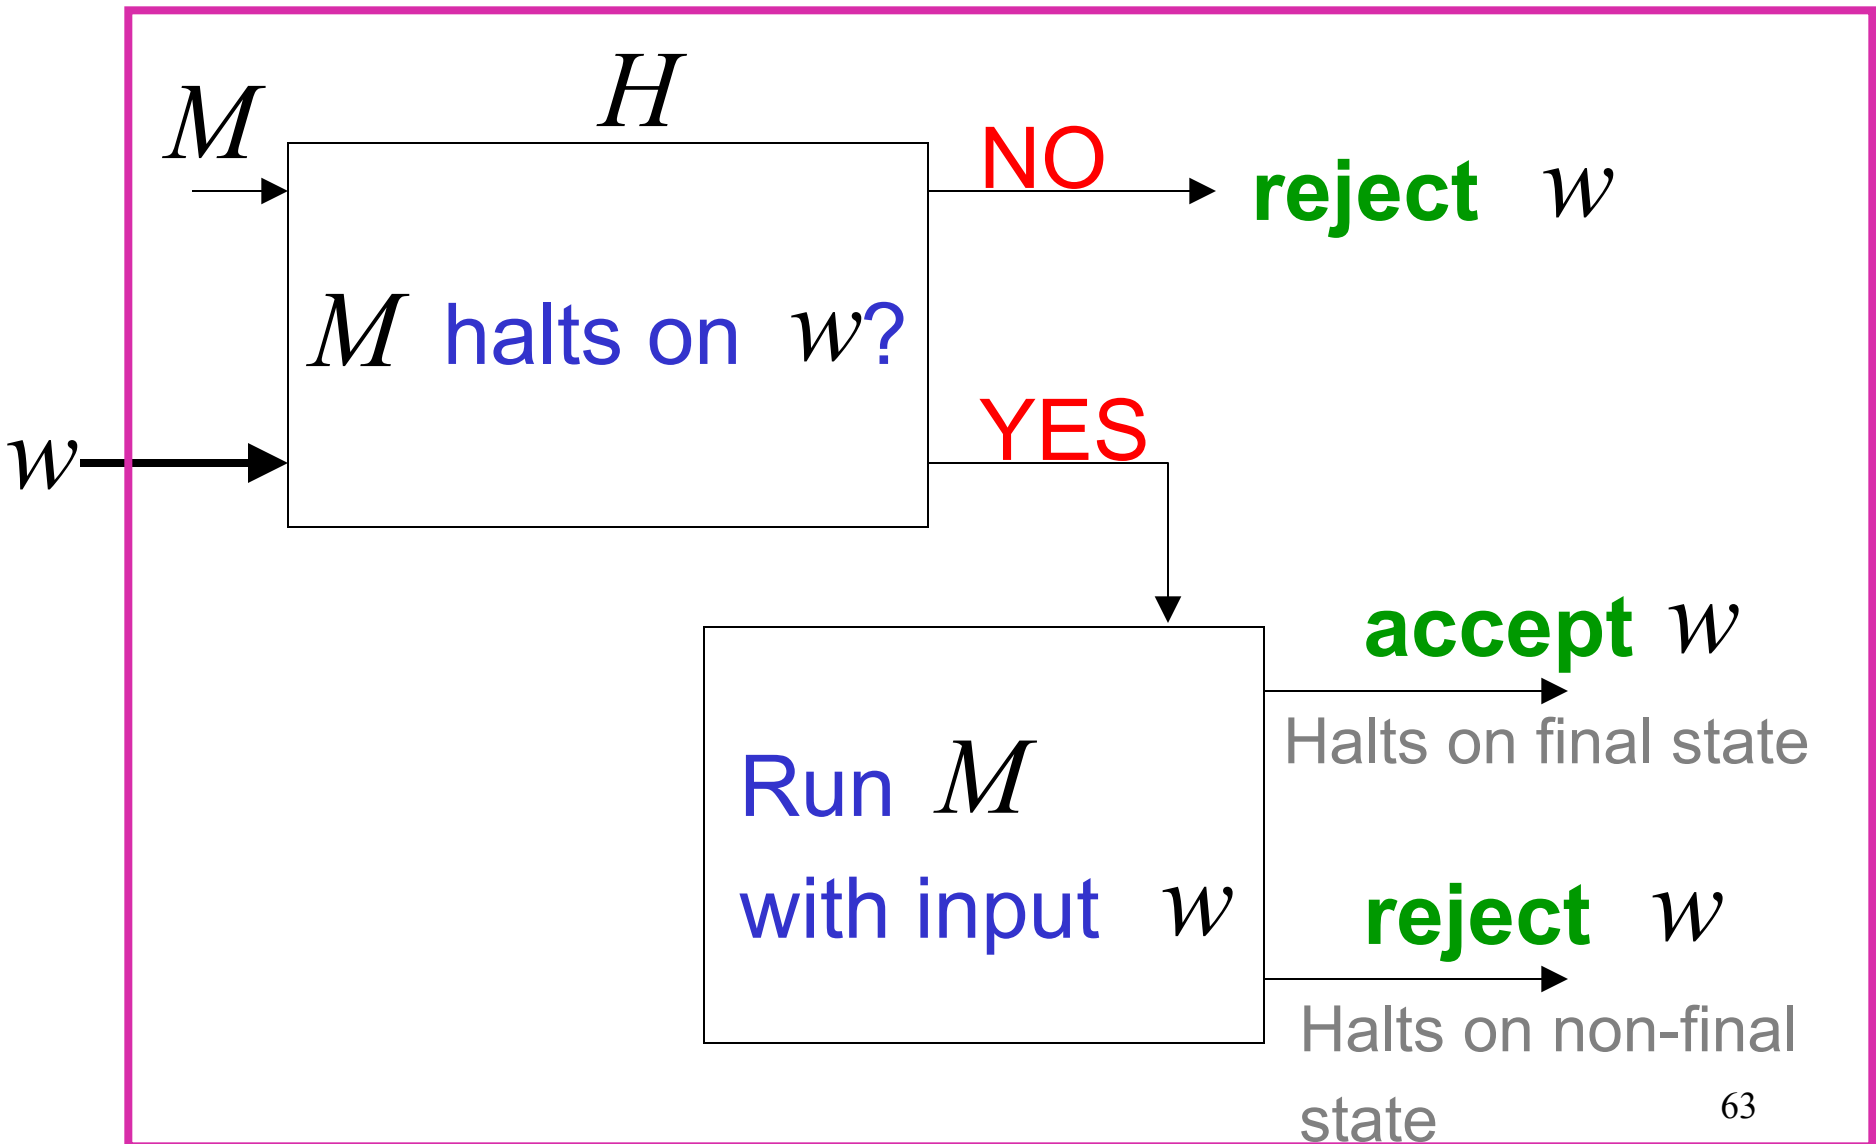 H
M
NO
reject w
M halts on w?
YES
w
accept w
Halts on final state
Run M
with input w
reject w
Halts on non-final
state
63